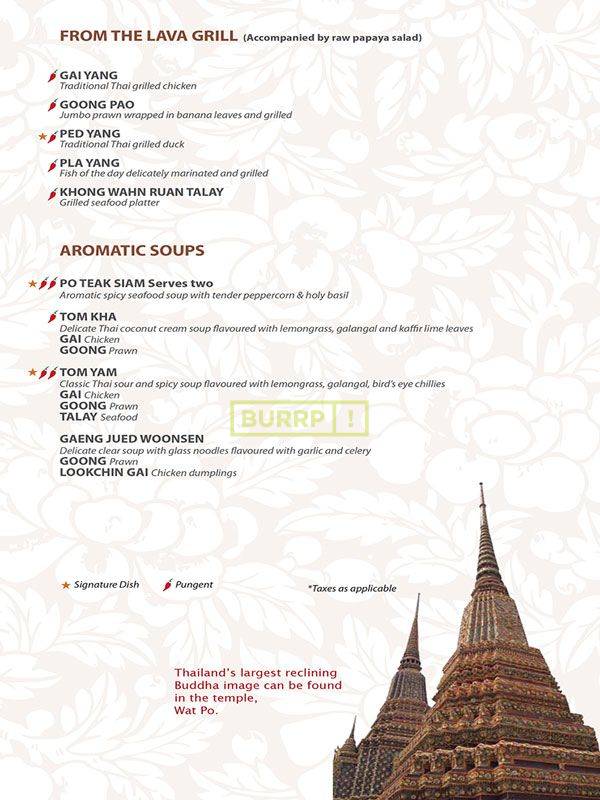 FROM THE LAVA GRILL (Accompanied by raw papaya salad)
GAI YANG
Traditional Thai grilled chicken
GOONG PAO
Jumbo prawn wrapped in banana leaves and grilled
PED YANG
Traditional Thai grilled duck
PLA YANG
Fish of the day delicately marinated and grilled
KHONG WAHN RUAN TALAY
Grilled seafood platter
AROMATIC SOUPS
PO TEAK SIAM Serves two
Aromatic spicy seafood soup with tender peppercorn & holy basil
TOM KHA
Delicate Thai coconut cream soup flavoured with lemongrass, galangal and kaffir lime leaves
GAI Chicken
GOONG Prawn
TOM YAM
Classic Thai sour and spicy soup flavoured with lemongrass, galangal, bird's eye chillies
GAI Chicken
GOONG Prawn
TALAY Seafood
BURRP !
GAENG JUED WOONSEN
Delicate clear soup with glass noodles flavoured with garlic and celery
GOONG Prawn
LOOKCHIN GAI Chicken dumplings
Signature Dish Pungent *Taxes as applicable
Thailand's largest reclining
Buddha image can be found
in the temple,
Wat Po.